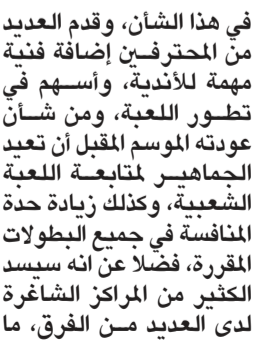 في هذا الشأن، وقدم العديد
من المحترفين إضافة فنية
مهمة للأندية، وأسهم في
تطور اللعبة، ومن شأن
عودته الموسم المقبل أن تعيد
الجماهير لمتابعة اللعبة
الشعبية، وكذلك زيادة حدة
المنافسة في جميع البطولات
المقررة، فضلا عن انه سيسد
الكثير من المراكز الشاغرة
لدى العديد من الفرق، ما